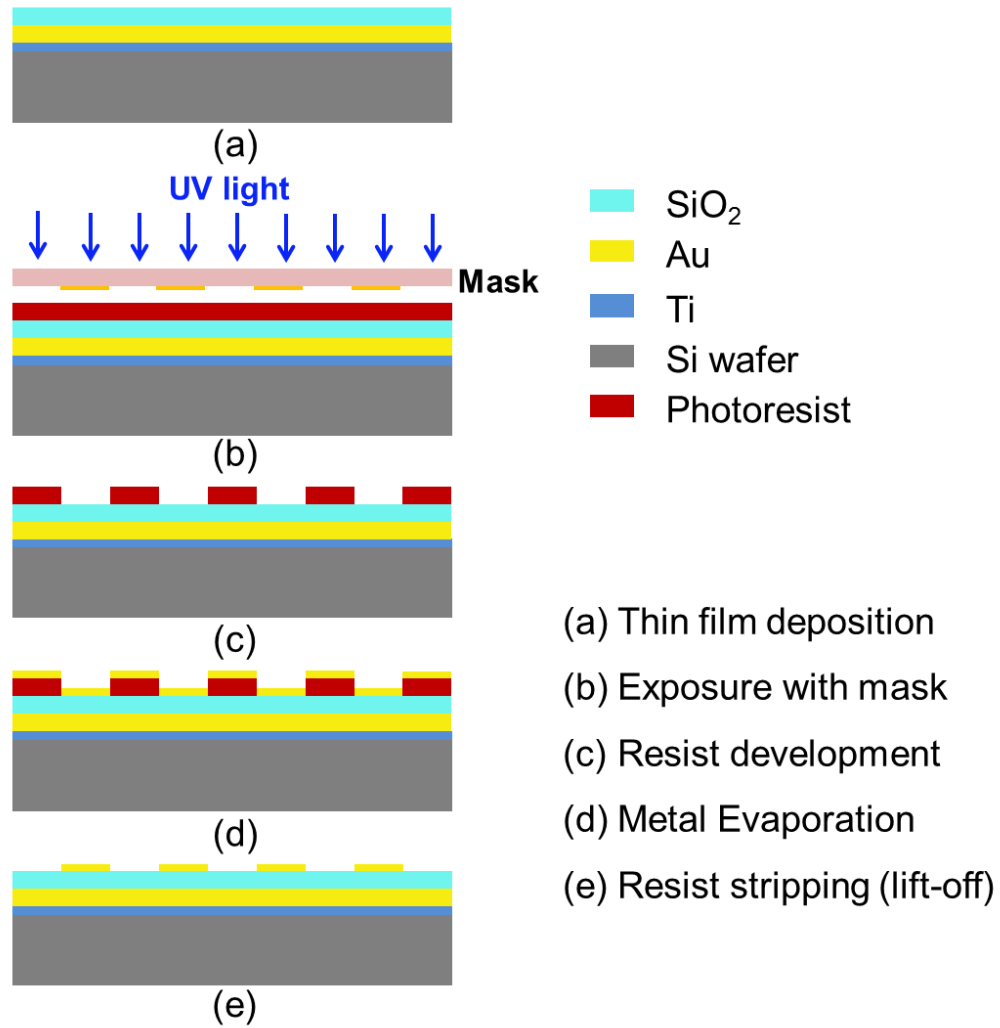 (a)
UV light
Mask
(b)
(c)
(d)
(e)
SiO₂
Au
Ti
Si wafer
Photoresist
(a) Thin film deposition
(b) Exposure with mask
(c) Resist development
(d) Metal Evaporation
(e) Resist stripping (lift-off)